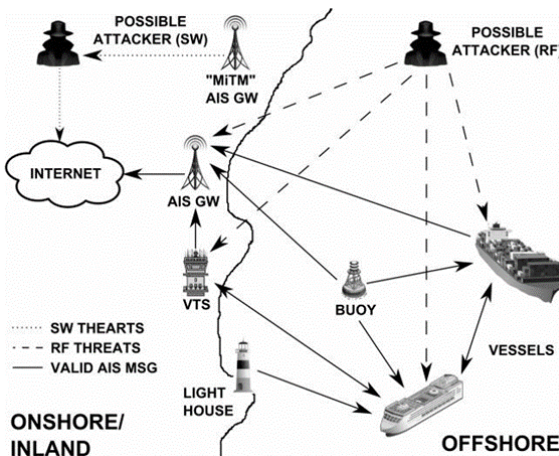 POSSIBLE
ATTACKER (SW)
"MiTM"
AIS GW
POSSIBLE
ATTACKER (RF)
INTERNET
AIS GW
VTS
BUOY
SW THEARTS
RF THREATS
VALID AIS MSG
VESSELS
LIGHT
HOUSE
ONSHORE/
INLAND
OFFSHORE